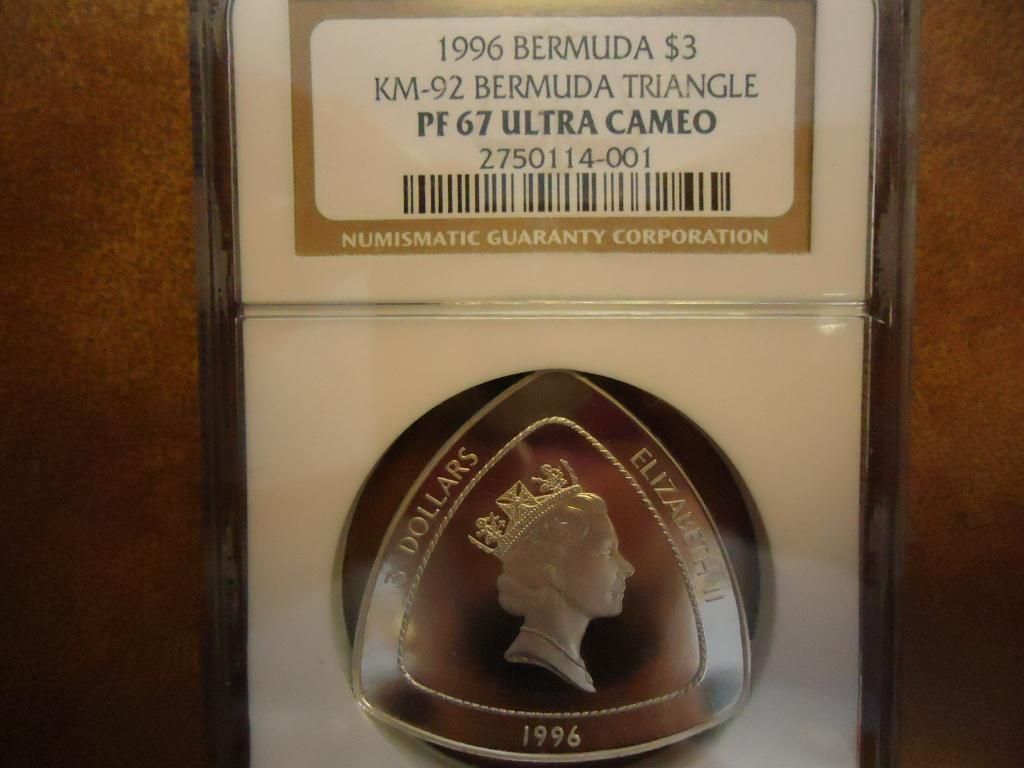 1996 BERMUDA $3
KM-92 BERMUDA TRIANGLE
PF 67 ULTRA CAMEO
2750114-001
NUMISMATIC GUARANTY CORPORATION
3 DOLLARS
ELIZABETH II
1996